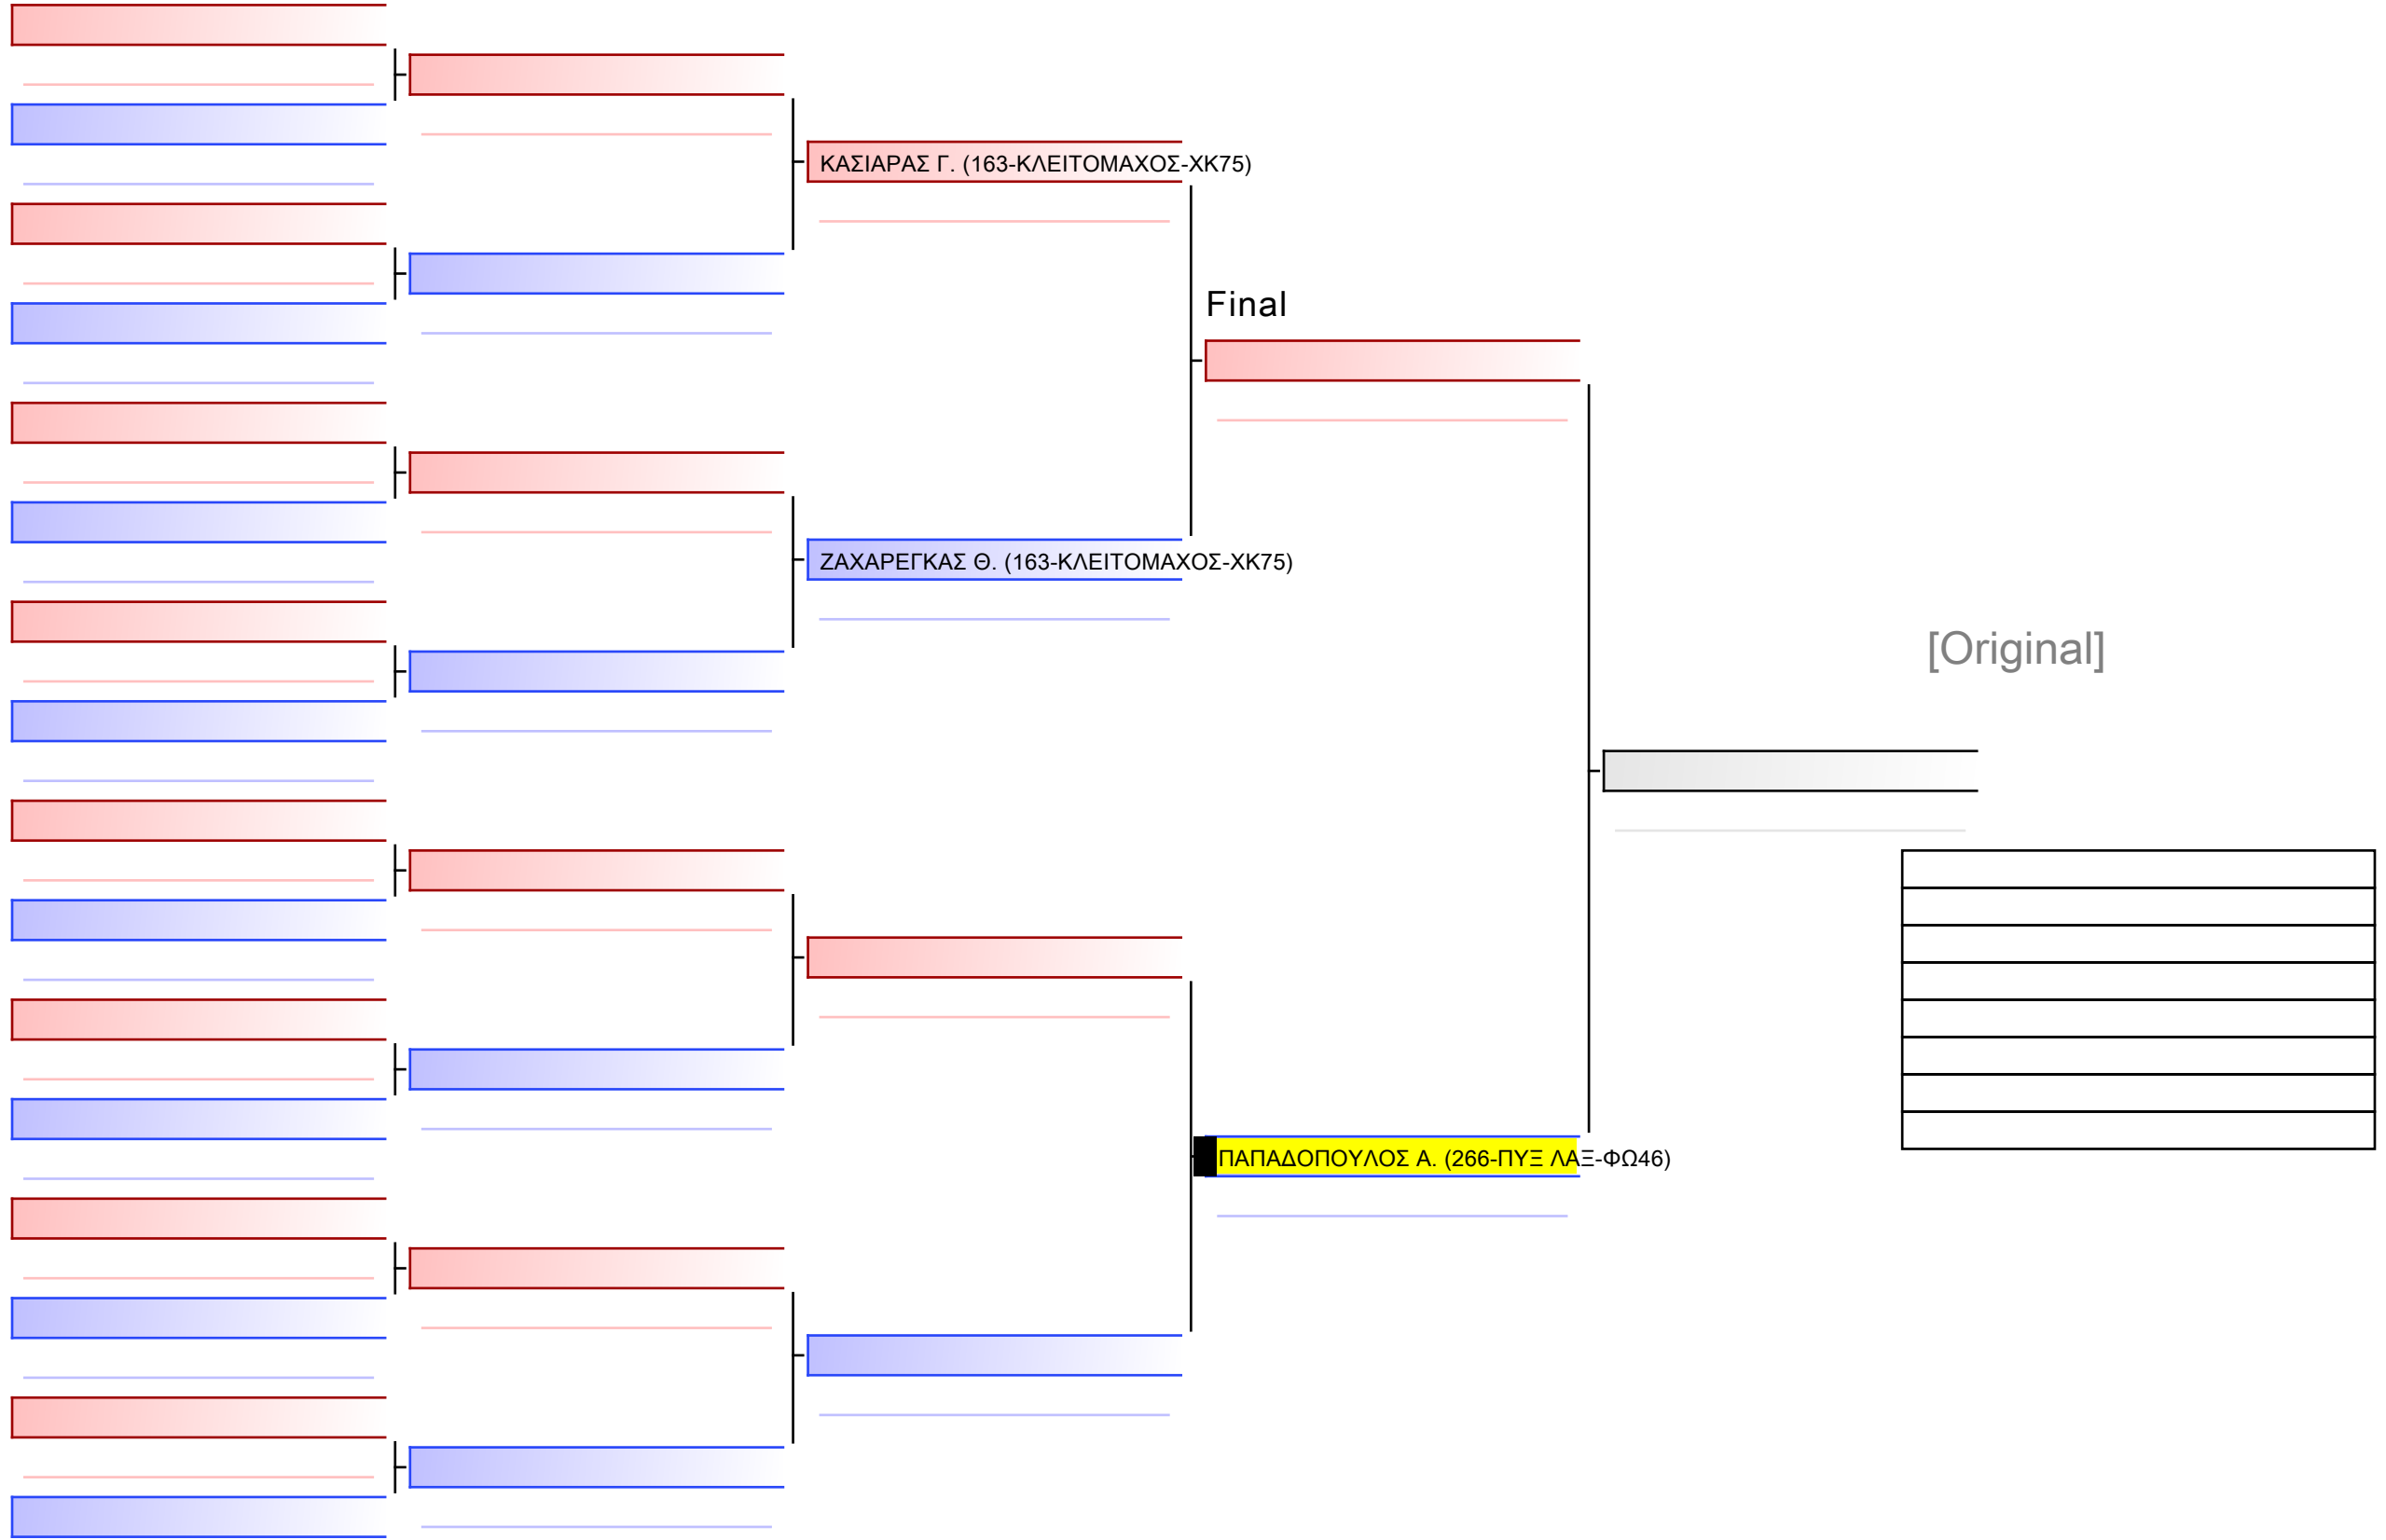 ΚΑΣΙΑΡΑΣ Γ. (163-ΚΛΕΙΤΟΜΑΧΟΣ-ΧΚ75)
Final
ΖΑΧΑΡΕΓΚΑΣ Θ. (163-ΚΛΕΙΤΟΜΑΧΟΣ-ΧΚ75)
[Original]
ΠΑΠΑΔΟΠΟΥΛΟΣ Α. (266-ΠΥΞ ΛΑΞ-ΦΩ46)